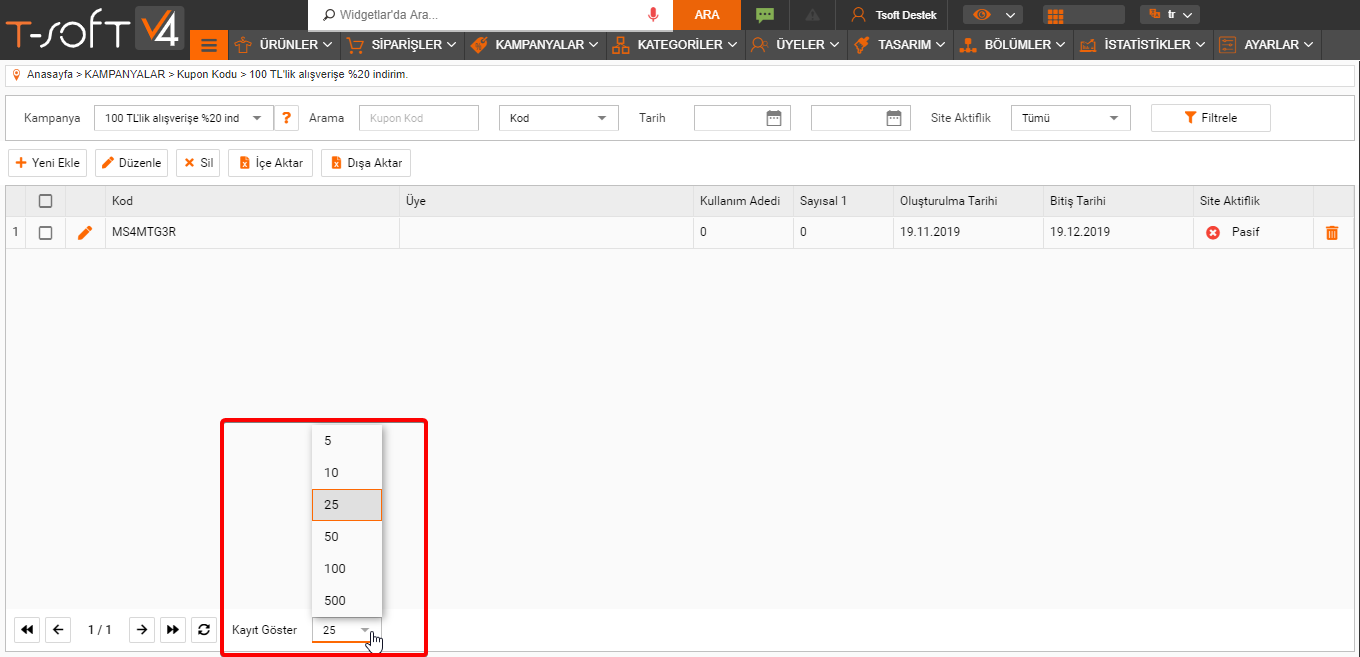 T-SOFT V4
Widgetlar'da Ara...
ARA
Tsoft Destek
tr
ÜRÜNLER
SİPARİŞLER
KAMPANYALAR
KATEGORİLER
ÜYELER
TASARIM
BÖLÜMLER
İSTATİSTİKLER
AYARLAR
Anasayfa > KAMPANYALAR > Kupon Kodu > 100 TL'lik alışverişe %20 indirim.
Kampanya
100 TL'lik alışverişe %20 ind
?
Arama
Kupon Kod
Kod
Tarih
Site Aktiflik
Tümü
Filtrele
Yeni Ekle
Düzenle
Sil
İçe Aktar
Dışa Aktar
Kod Üye Kullanım Adedi Sayısal 1 Oluşturulma Tarihi Bitiş Tarihi Site Aktiflik
1 MS4MTG3R 0 0 19.11.2019 19.12.2019 Pasif
5
10
25
50
100
500
1 / 1
Kayıt Göster
25